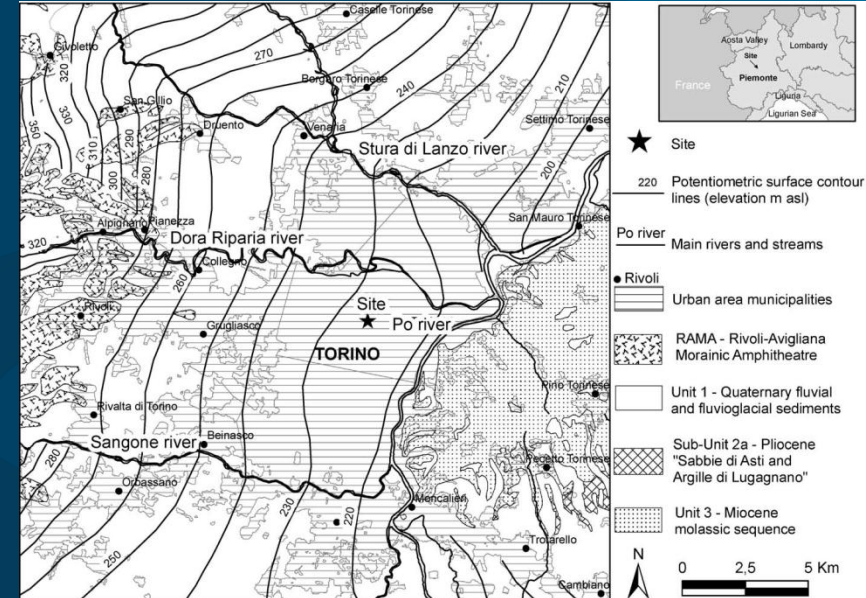 Caselle Torinese
Givoletto
320
270
330
Borgaro Torinese
240
210
350
San Gillio
Druento
Venaria
Settimo Torinese
310
290
Stura di Lanzo river
300
280
200
Alpignano
Pianezza
San Mauro Torinese
320
Dora Riparia river
Collegno
260
Rivoli
Site
Grugliasco
Po river
TORINO
Pino Torinese
Rivalta di Torino
Sangone river
Beinasco
Pecetto Torinese
280
Orbassano
Moncalieri
230
220
250
Trofarello
Cambiano
Aosta Valley
Lombardy
Site
Piemonte
France
Liguria
Ligurian Sea
Site
220
Potentiometric surface contour
lines (elevation m asl)
Po river
Main rivers and streams
Rivoli
Urban area municipalities
RAMA - Rivoli-Avigliana
Morainic Amphitheatre
Unit 1 - Quaternary fluvial
and fluvioglacial sediments
Sub-Unit 2a - Pliocene
"Sabbie di Asti and
Argille di Lugagnano"
Unit 3 - Miocene
molassic sequence
N
0 2,5 5 Km